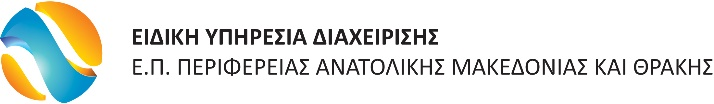 ΕΙΔΙΚΗ ΥΠΗΡΕΣΙΑ ΔΙΑΧΕΙΡΙΣΗΣ
Ε.Π. ΠΕΡΙΦΕΡΕΙΑΣ ΑΝΑΤΟΛΙΚΗΣ ΜΑΚΕΔΟΝΙΑΣ ΚΑΙ ΘΡΑΚΗΣ